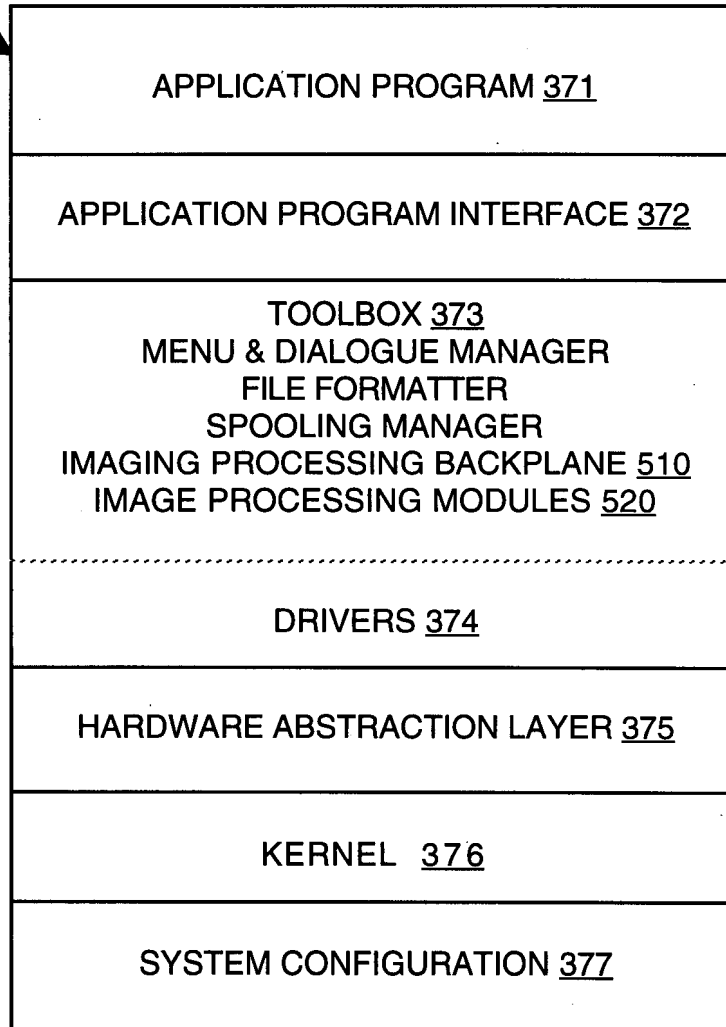 APPLICATION PROGRAM 371
APPLICATION PROGRAM INTERFACE 372
TOOLBOX 373
MENU & DIALOGUE MANAGER
FILE FORMATTER
SPOOLING MANAGER
IMAGING PROCESSING BACKPLANE 510
IMAGE PROCESSING MODULES 520
DRIVERS 374
HARDWARE ABSTRACTION LAYER 375
KERNEL 376
SYSTEM CONFIGURATION 377